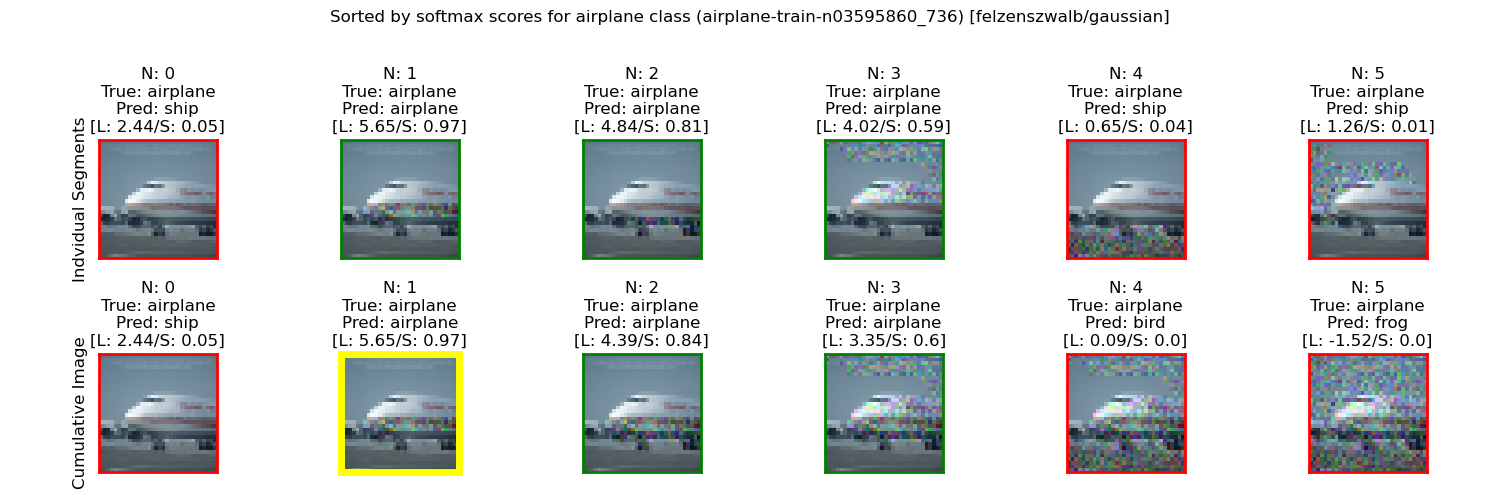 Sorted by softmax scores for airplane class (airplane-train-n03595860_736) [felzenszwalb/gaussian]
Indvidual Segments
N: 0
True: airplane
Pred: ship
[L: 2.44/S: 0.05]
N: 1
True: airplane
Pred: airplane
[L: 5.65/S: 0.97]
N: 2
True: airplane
Pred: airplane
[L: 4.84/S: 0.81]
N: 3
True: airplane
Pred: airplane
[L: 4.02/S: 0.59]
N: 4
True: airplane
Pred: ship
[L: 0.65/S: 0.04]
N: 5
True: airplane
Pred: ship
[L: 1.26/S: 0.01]
Cumulative Image
N: 0
True: airplane
Pred: ship
[L: 2.44/S: 0.05]
N: 1
True: airplane
Pred: airplane
[L: 5.65/S: 0.97]
N: 2
True: airplane
Pred: airplane
[L: 4.39/S: 0.84]
N: 3
True: airplane
Pred: airplane
[L: 3.35/S: 0.6]
N: 4
True: airplane
Pred: bird
[L: 0.09/S: 0.0]
N: 5
True: airplane
Pred: frog
[L: -1.52/S: 0.0]